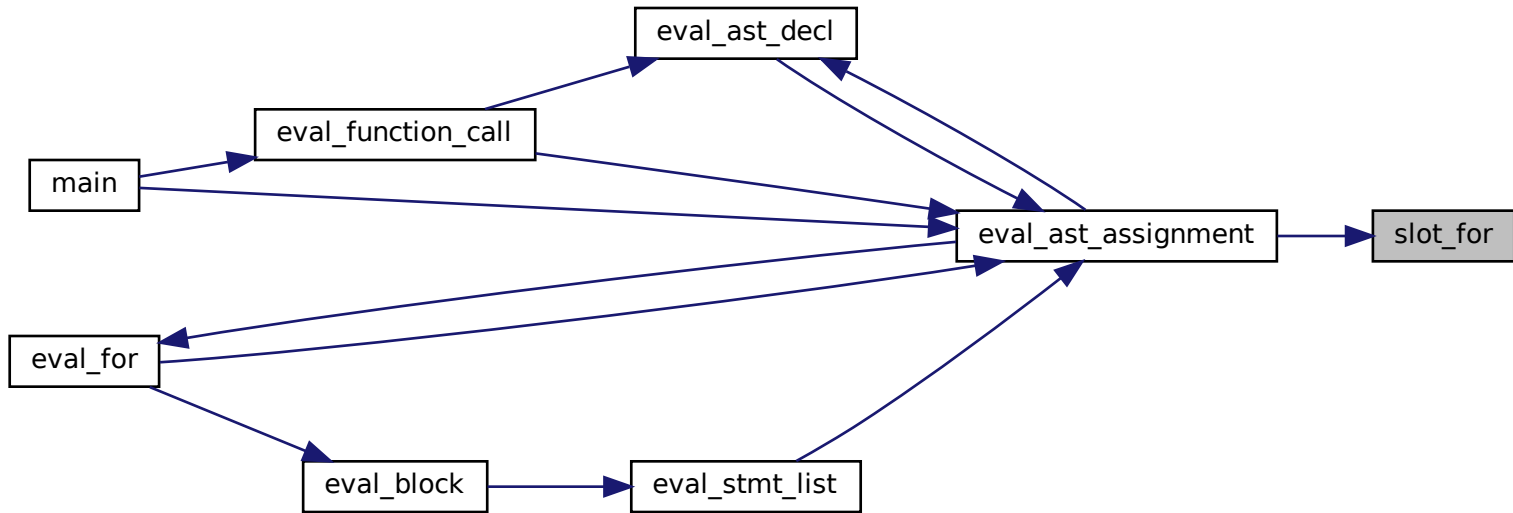 eval_ast_decl
eval_function_call
main
eval_ast_assignment
slot_for
eval_for
eval_block
eval_stmt_list